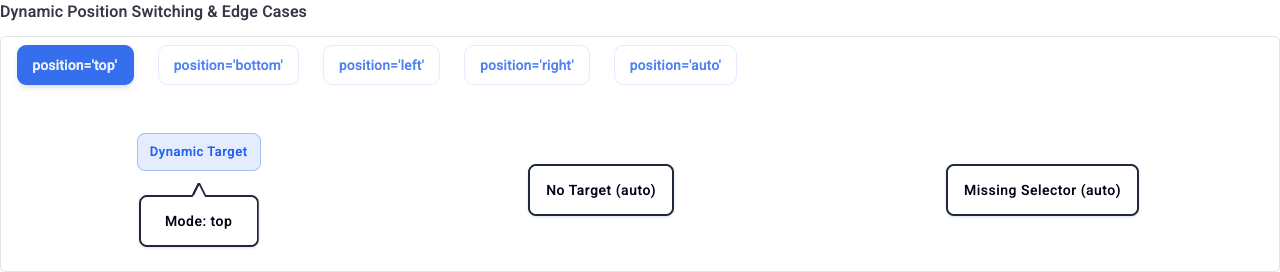 Dynamic Position Switching & Edge Cases
position='top' position='bottom' position='left' position='right' position='auto'
Dynamic Target
Mode: top
No Target (auto)
Missing Selector (auto)